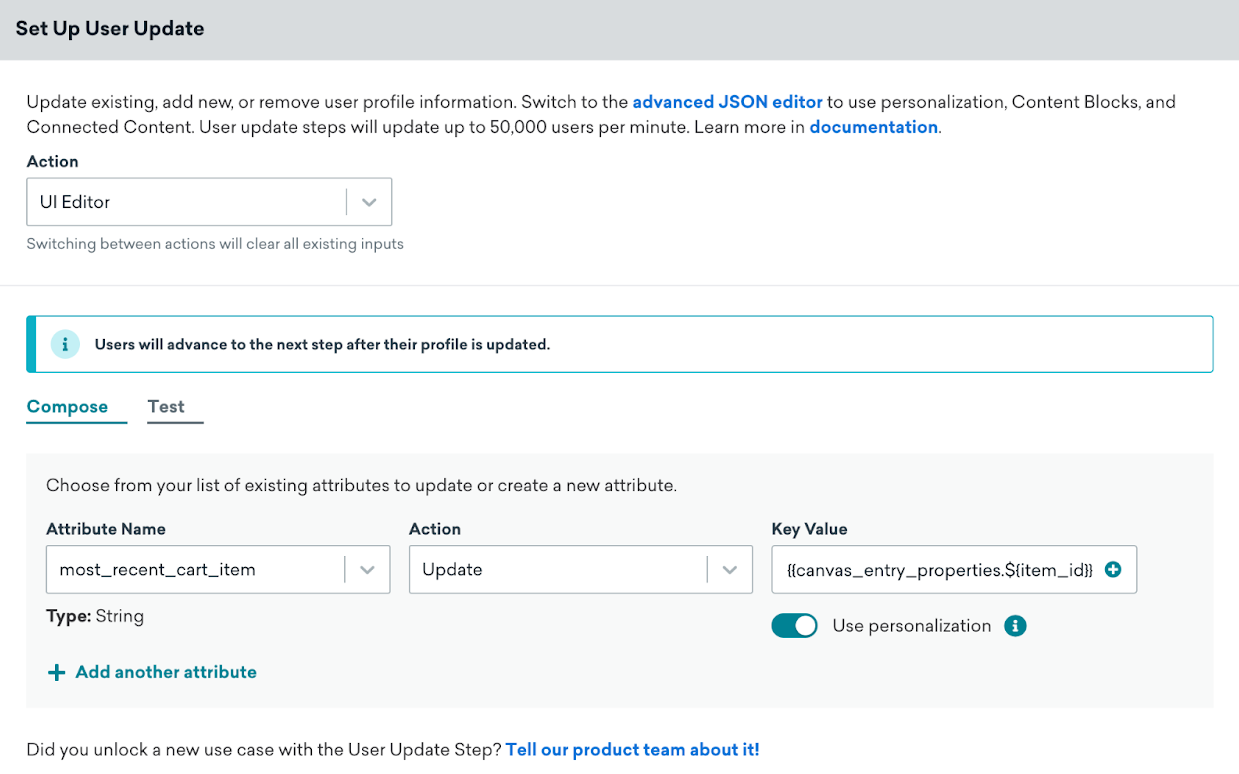 Set Up User Update
Update existing, add new, or remove user profile information. Switch to the advanced JSON editor to use personalization, Content Blocks, and
Connected Content. User update steps will update up to 50,000 users per minute. Learn more in documentation.
Action
UI Editor
Switching between actions will clear all existing inputs
Users will advance to the next step after their profile is updated.
Compose Test
Choose from your list of existing attributes to update or create a new attribute.
Attribute Name Action Key Value
most_recent_cart_item Update {{canvas_entry_properties.${item_id}}
Type: String
Use personalization
Add another attribute
Did you unlock a new use case with the User Update Step? Tell our product team about it!